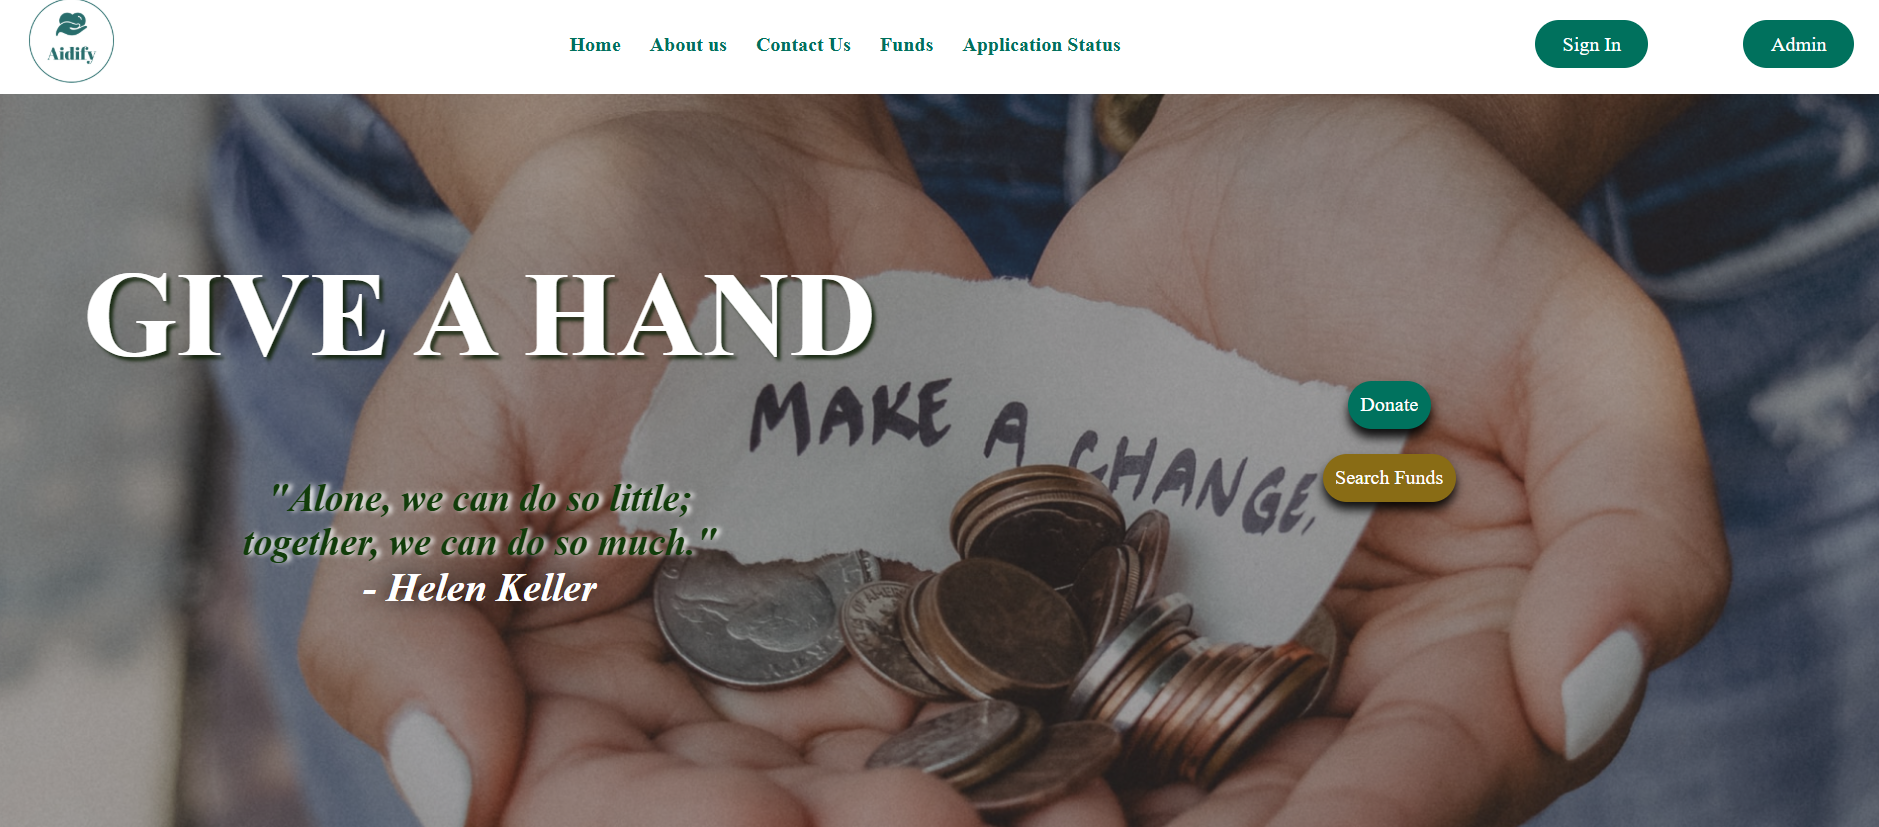 Aidify
Home About us Contact Us Funds Application Status
Sign In
Admin
GIVE A HAND
MAKE A CHANGE,
Donate
Search Funds
"Alone, we can do so little;
together, we can do so much."
- Helen Keller